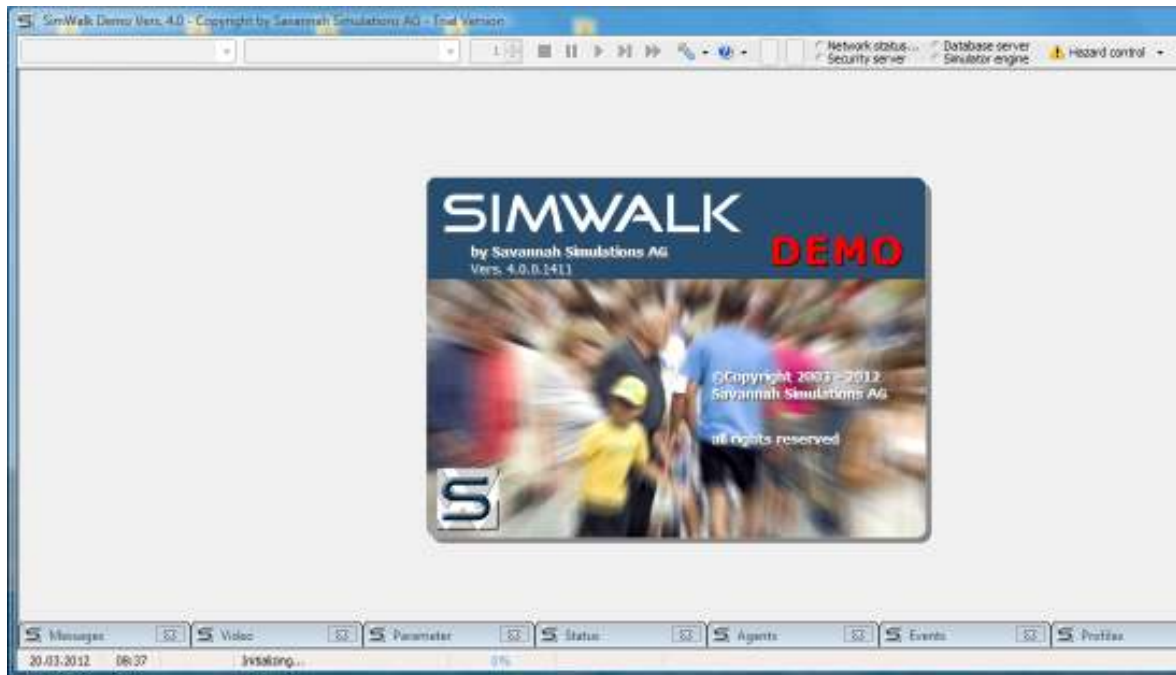 SimWalk Demo Vers. 4.0 - Copyright by Savannah Simulations AG - Trial Version
1
Network status...
Security server
Database server
Simulator engine
Hazard control
SIMWALK
DEMO
by Savannah Simulations AG
Vers. 4.0.0.1411
©Copyright 2003 - 2012
Savannah Simulations AG
all rights reserved
S
Messages
Video
Parameter
Status
Agents
Events
Profiles
20.03.2012 08:37 Initializing... 0%